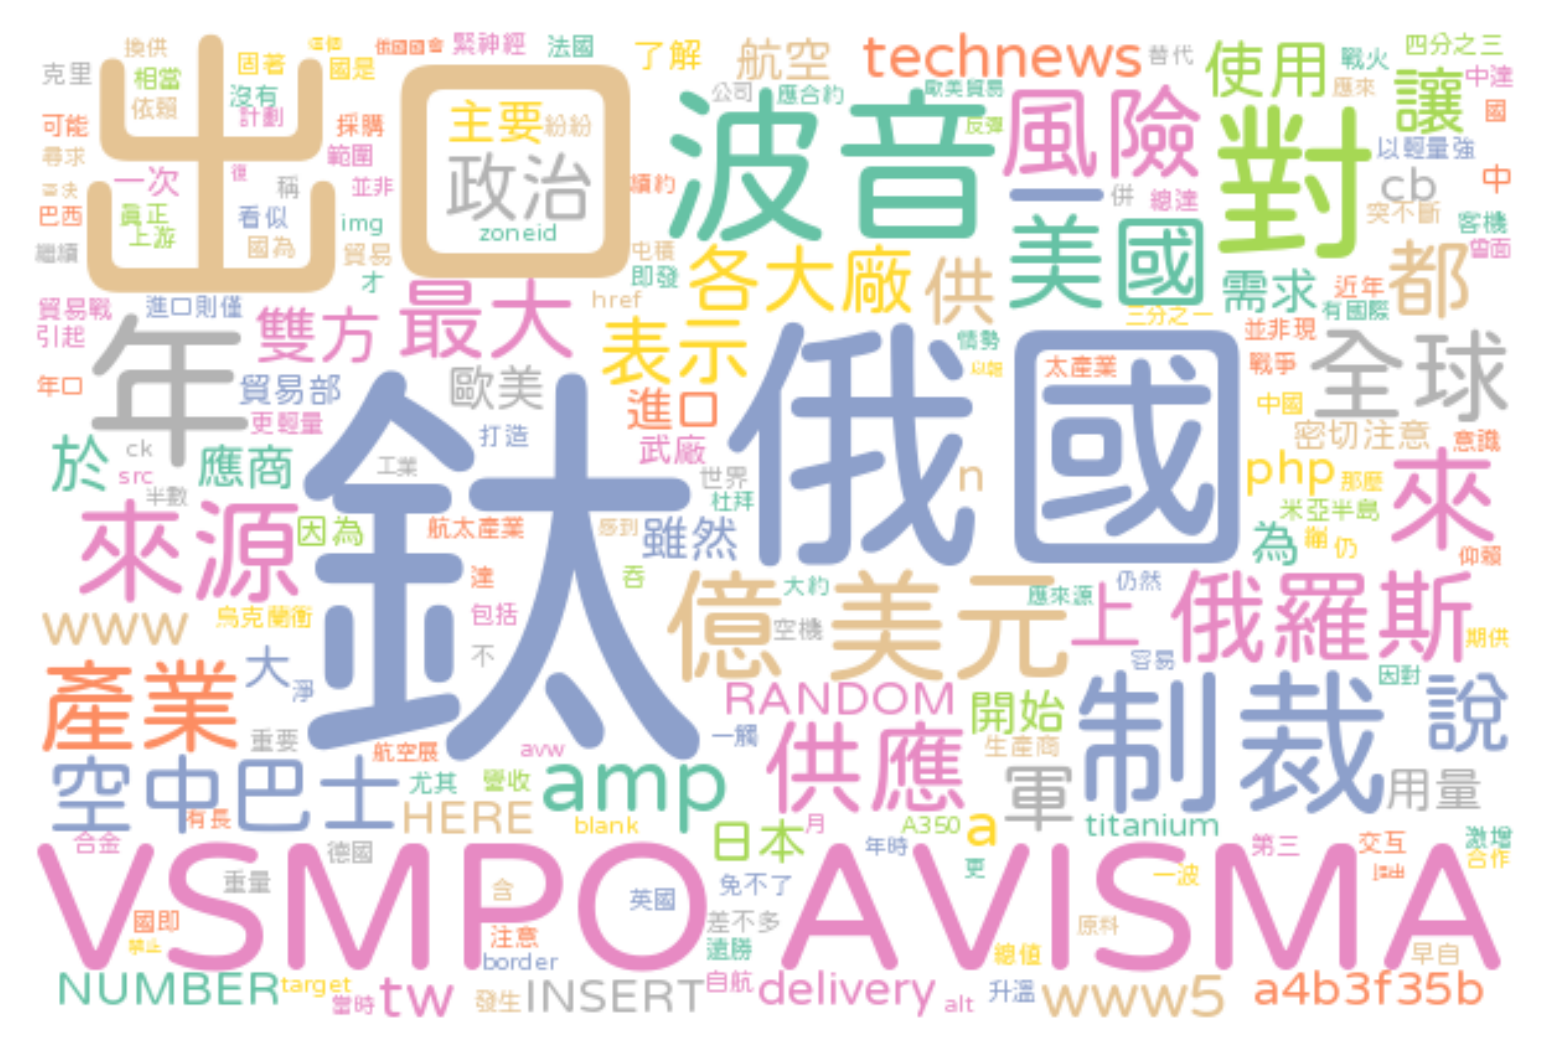 換供 固著 法國 了解 航空 technews 替代 使用 戰火 四分之三
緊神經
克里 相當 國是 讓 中達
依賴 沒有 計劃 主要 紛紛 波音 公司 應合約 歐美貿易 風險 應來 國
出口
可能 採購 反彈 對 以輕量強
尋求 範圍 政治
一次 復 稱 並非 續約 一 併 總達 cb 中
巴西 真正 看似 img zoneid 突不斷 客機
上游 國為
繼續 貿易 才 屯積 即發 各大廠 供 美國 需求 近年 都 曾面
貿易戰 進口則僅 雙方 最大 href 三分之一 有國際
引起 年 表示 情勢 並非現 全球
年口 貿易部 歐美 進口 俄國 太產業 戰爭
更輕量 打造 武廠 中國 密切注意 意識
於 ck 應商 鈦 工業 世界 n php 那麼 來
src 半數 杜拜 米亞半島
來源 因為 航太產業 感到 雖然 為 仍 仰賴
達 吞 大約 仍然
www 烏克蘭衝 包括 億 美元 空機 應來源 上 俄羅斯 期供
產業 大 不 容易 因對
淨 RANDOM 開始 制裁 說
重要 航空展 avw 一觸 供應 生產商
空中巴士 尤其 amp 軍 用量
有長 HERE blank 日本 月 A350 a titanium
合金 德國 年時 第三 交互 激增
VSMPO AVISMA 合作
重量 含 英國 免不了 更 一波
國即 注意 差不多 原料
禁止 border 遠勝 總值 早自
NUMBER target 當時 tw 發生 INSERT 自航 delivery alt 升溫 www5 a4b3f35b